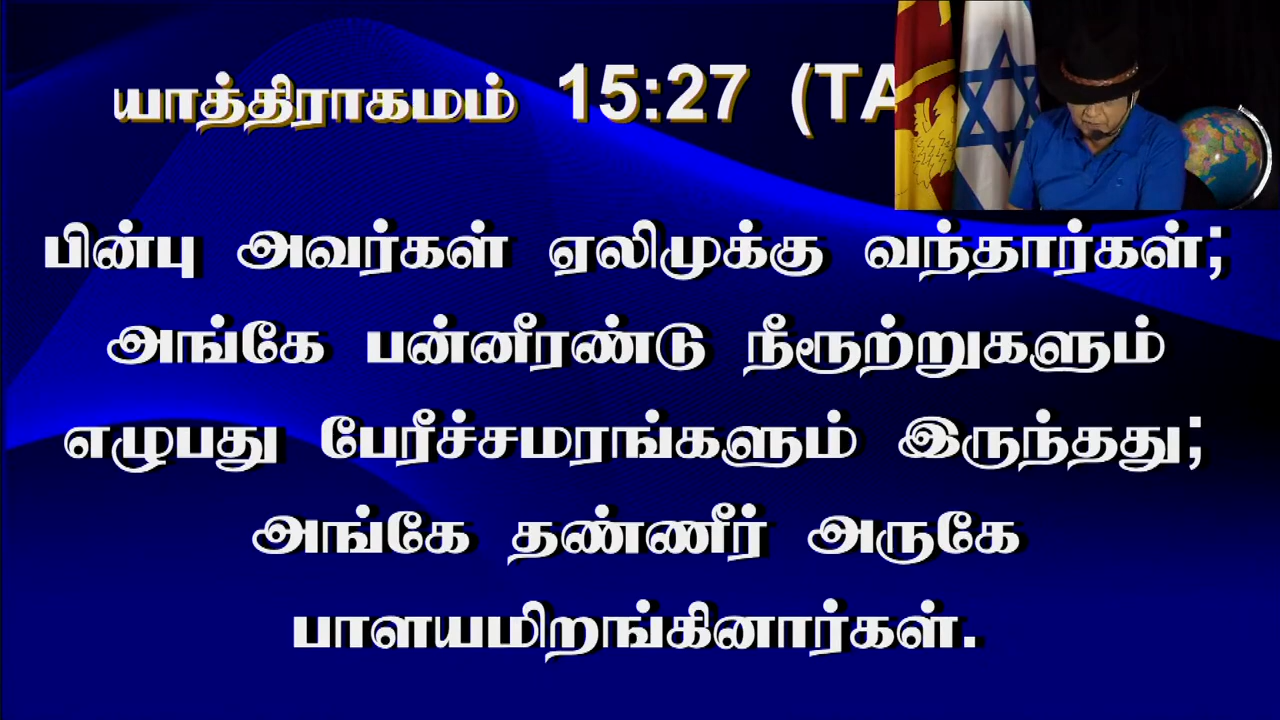 யாத்திராகமம் 15:27 (TA
பின்பு அவர்கள் ஏலிமுக்கு வந்தார்கள்;
அங்கே பன்னீரண்டு நீரூற்றுகளும்
எழுபது பேரீச்சமரங்களும் இருந்தது;
அங்கே தண்ணீர் அருகே
பாளயமிறங்கினார்கள்.